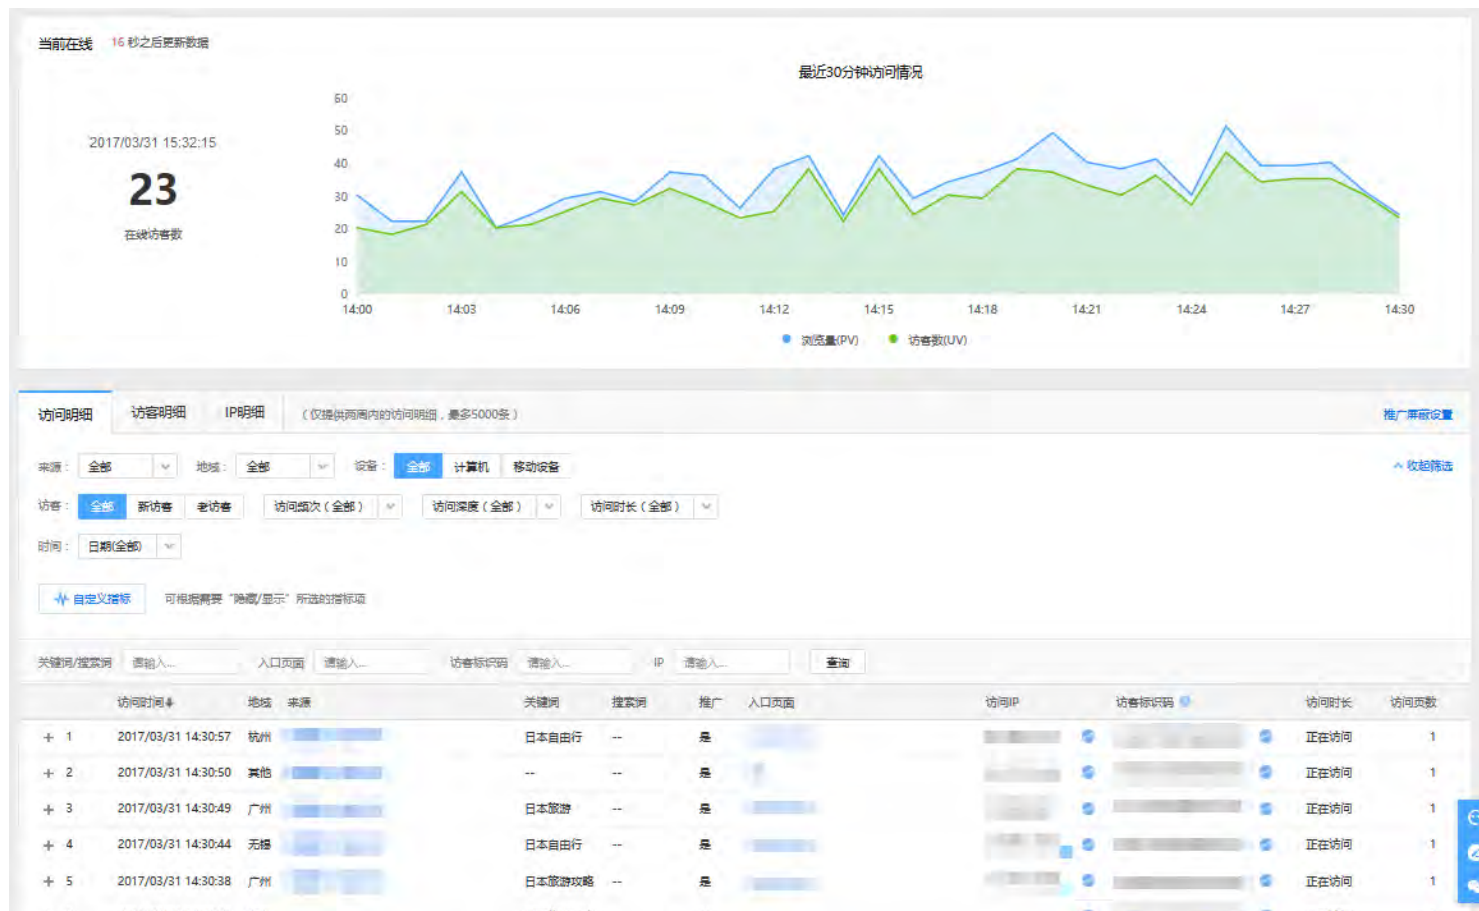 当前在线 16 秒之后更新数据
最近30分钟访问情况
2017/03/31 15:32:15
23
在线访客数
60
50
40
30
20
10
0
14:00 14:03 14:06 14:09 14:12 14:15 14:18 14:21 14:24 14:27 14:30
浏览量(PV) 访客数(UV)
访问明细 访客明细 IP明细 （仅提供两周内的访问明细，最多5000条） 推广屏蔽设置
来源： 全部 地域： 全部 设备： 全部 计算机 移动设备 收起筛选
访客： 全部 新访客 老访客 访问频次（全部） 访问深度（全部） 访问时长（全部）
时间： 日期(全部)
自定义指标 可根据需要“隐藏/显示”所选的指标项
关键词/搜索词 请输入... 入口页面 请输入... 访客标识码 请输入... IP 请输入... 查询
访问时间 地域 来源 关键词 搜索词 推广 入口页面 访问IP 访客标识码 访问时长 访问页数
+ 1 2017/03/31 14:30:57 杭州 日本自由行 -- 是 正在访问 1
+ 2 2017/03/31 14:30:50 其他 -- -- 是 正在访问 1
+ 3 2017/03/31 14:30:49 广州 日本旅游 -- 是 正在访问 1
+ 4 2017/03/31 14:30:44 无锡 日本自由行 -- 是 正在访问 1
+ 5 2017/03/31 14:30:38 广州 日本旅游攻略 -- 是 正在访问 1